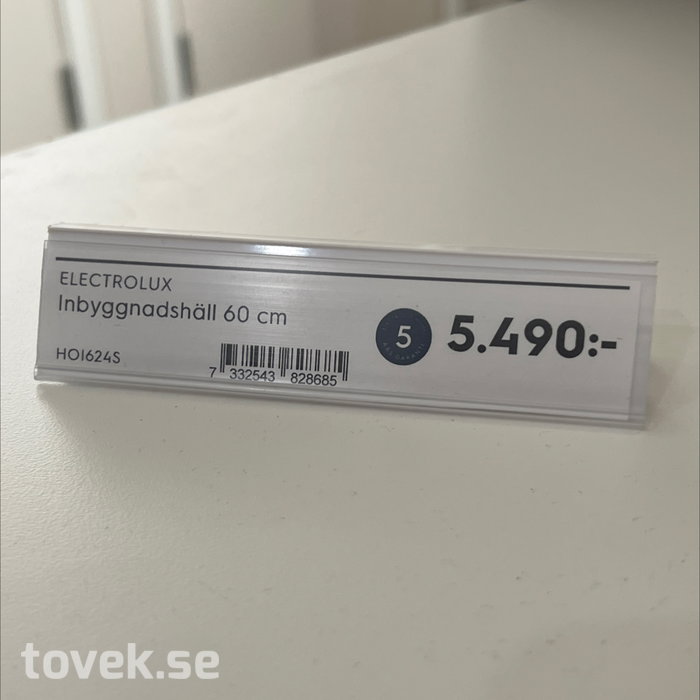 ELECTROLUX
Inbyggnadshäll 60 cm
5
5.490:-
HOI624S
7 332543 828685
tovek.se